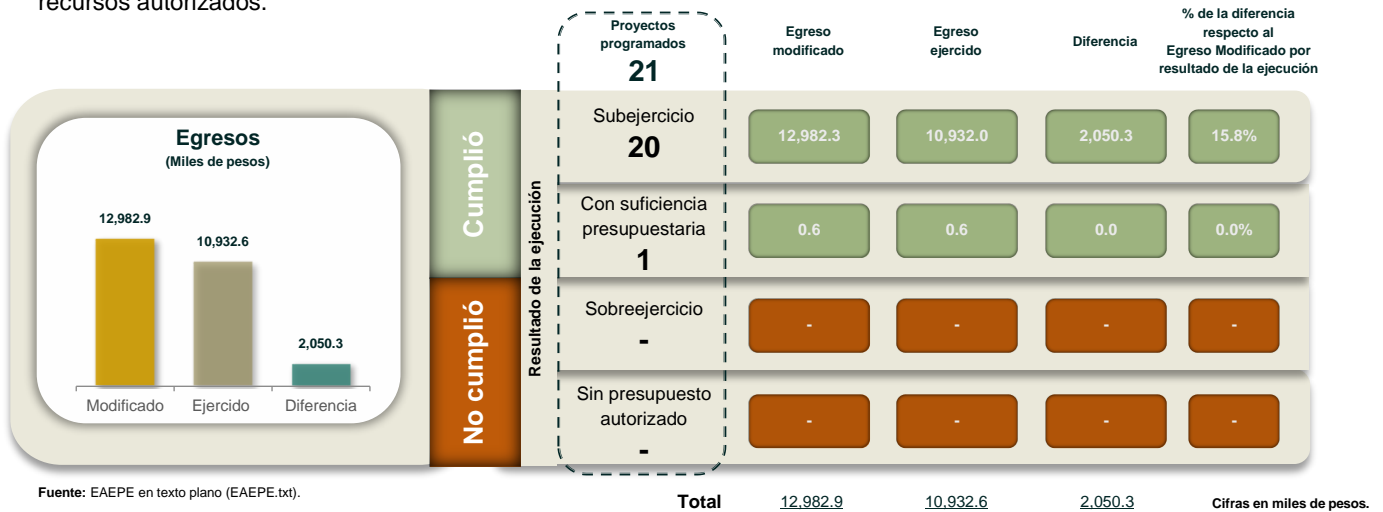 recursos autorizados.
Proyectos
programados
21
Egreso
modificado
Egreso
ejercido
Diferencia
% de la diferencia
respecto al
Egreso Modificado por
resultado de la ejecución
Egresos
(Miles de pesos)
12,982.9
10,932.6
2,050.3
Modificado
Ejercido
Diferencia
Cumplió
No cumplió
Resultado de la ejecución
Subejercicio
20
12,982.3
10,932.0
2,050.3
15.8%
Con suficiencia
presupuestaria
1
0.6
0.6
0.0
0.0%
Sobreejercicio
-
-
-
-
-
Sin presupuesto
autorizado
-
-
-
-
-
Fuente: EAEPE en texto plano (EAEPE.txt).
Total 12,982.9 10,932.6 2,050.3 Cifras en miles de pesos.